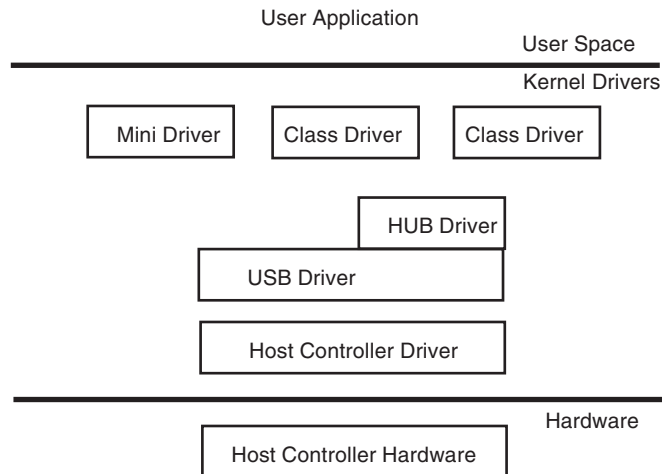 User Application
User Space
Kernel Drivers
Mini Driver
Class Driver
Class Driver
HUB Driver
USB Driver
Host Controller Driver
Hardware
Host Controller Hardware